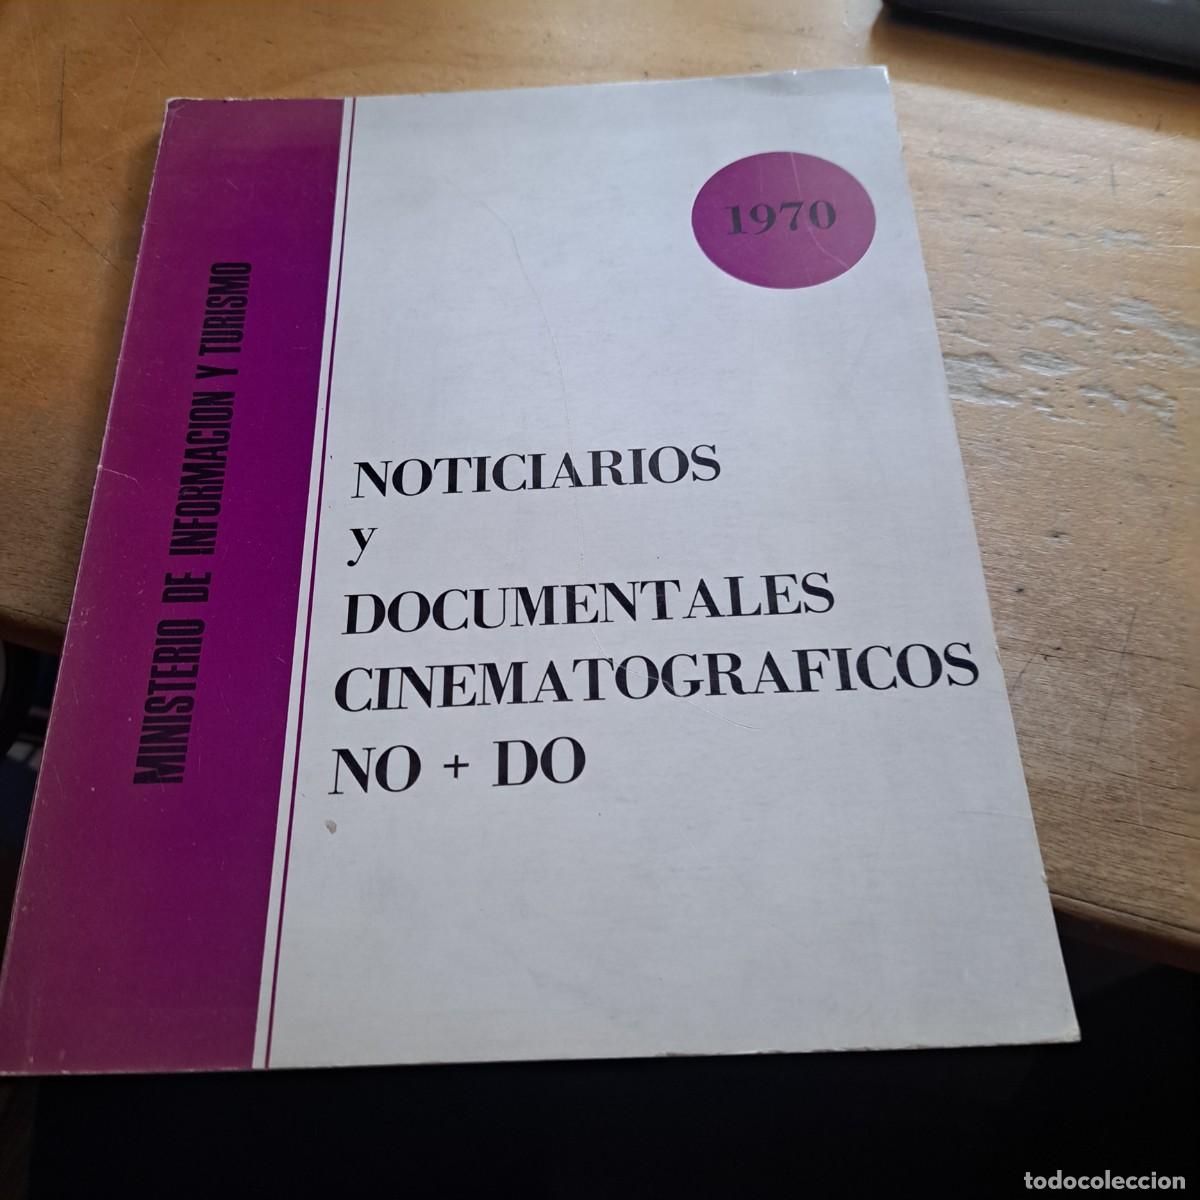 1970
MINISTERIO DE INFORMACION Y TURISMO
NOTICIARIOS
y
DOCUMENTALES
CINEMATOGRAFICOS
NO + DO
todocoleccion